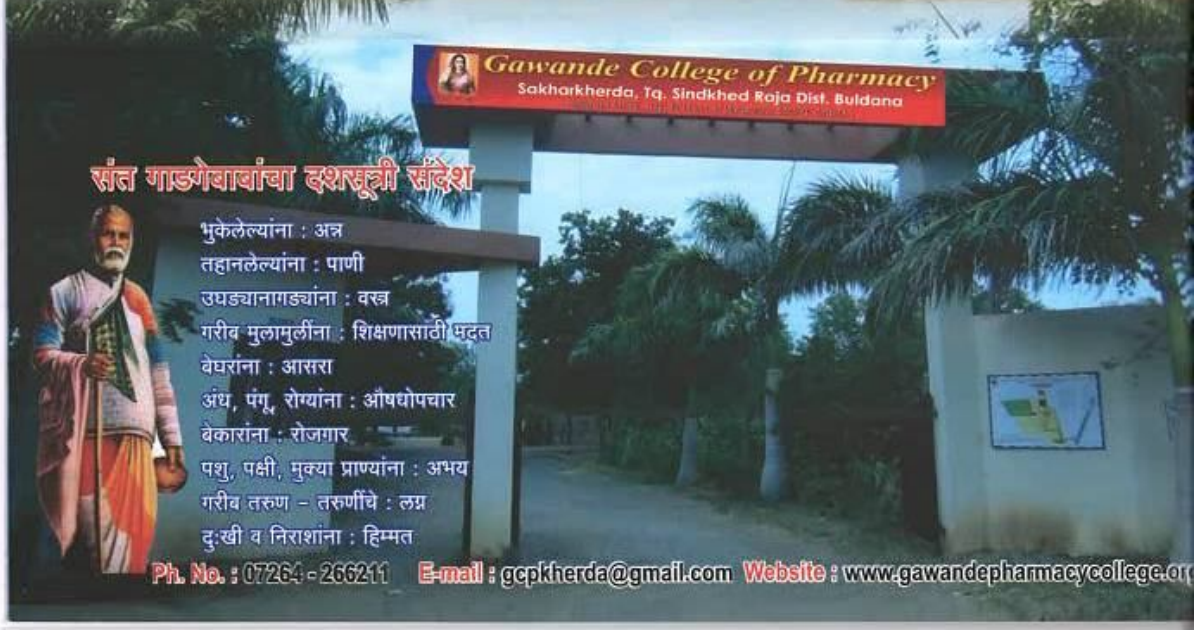 Gawande College of Pharmacy
Sakharkherda, Tq. Sindkhed Raja Dist. Buldana
संत गाडगेबाबांचा दशसूत्री संदेश
भुकेलेल्यांना : अन्न
तहानलेल्यांना : पाणी
उघड्यानागड्यांना : वस्त्र
गरीब मुलामुलींना : शिक्षणासाठी मदत
बेघरांना : आसरा
अंध, पंगू, रोग्यांना : औषधोपचार
बेकारांना : रोजगार
पशु, पक्षी, मुक्या प्राण्यांना : अभय
गरीब तरुण – तरुणींचे : लग्न
दु:खी व निराशांना : हिम्मत
Ph. No. : 07264 - 266211 E-mail : gcpkherda@gmail.com Website : www.gawandepharmacycollege.org